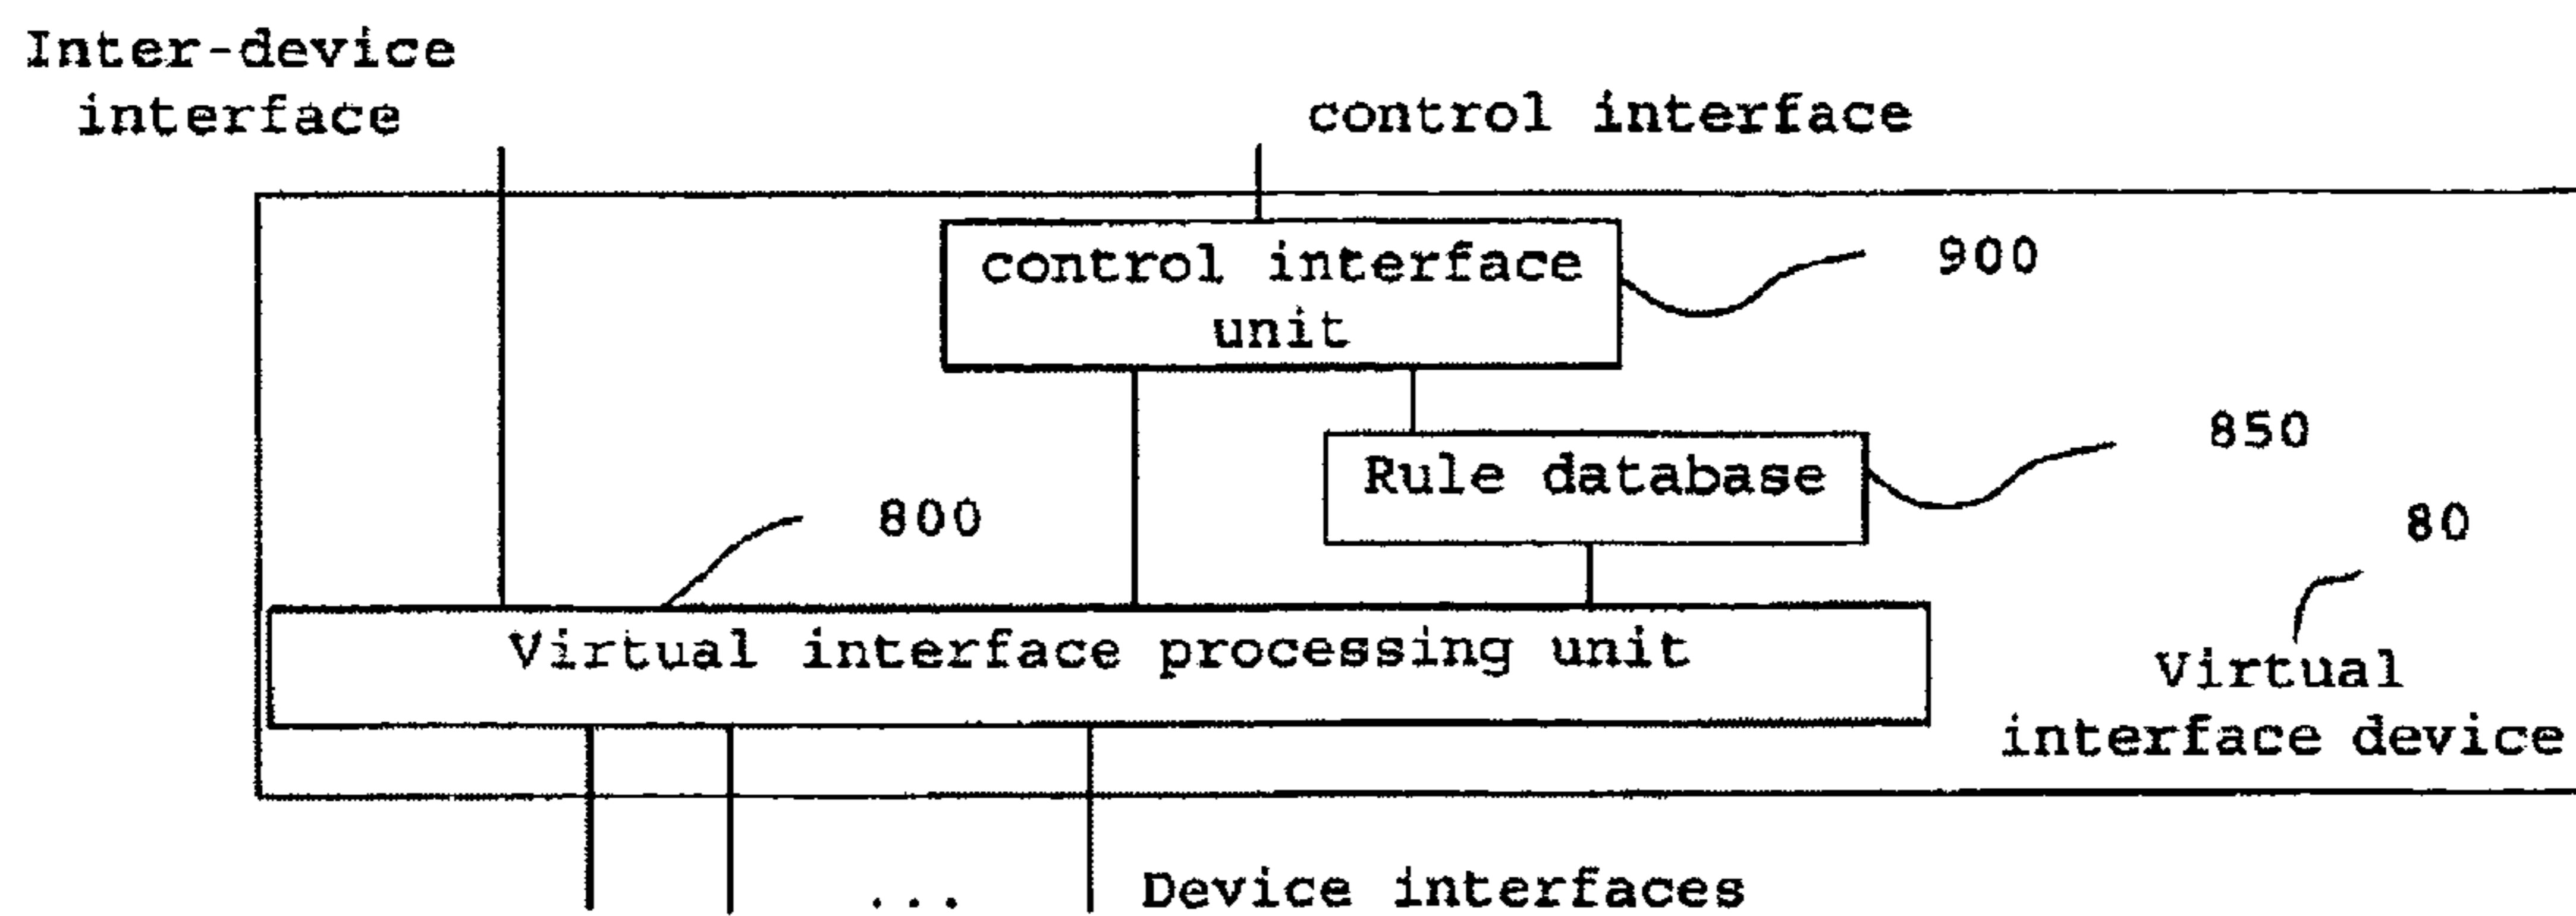 Inter-device
interface
control interface
control interface
unit
900
Rule database
850
800
80
Virtual interface processing unit
Virtual
interface device
...
Device interfaces